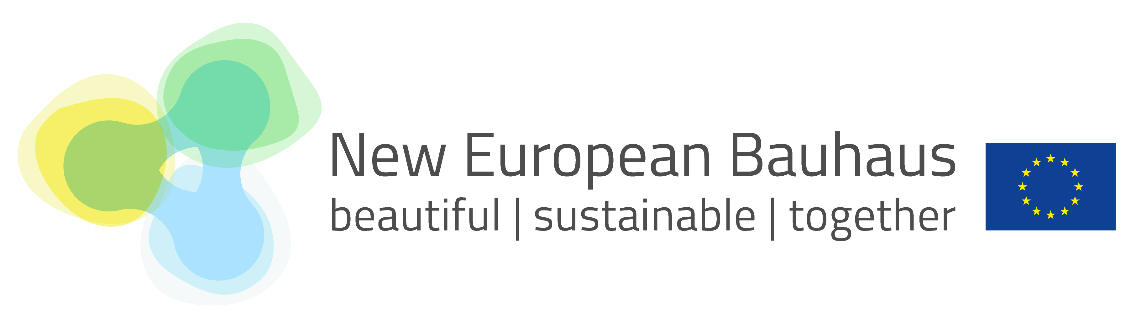 New European Bauhaus
beautiful | sustainable | together